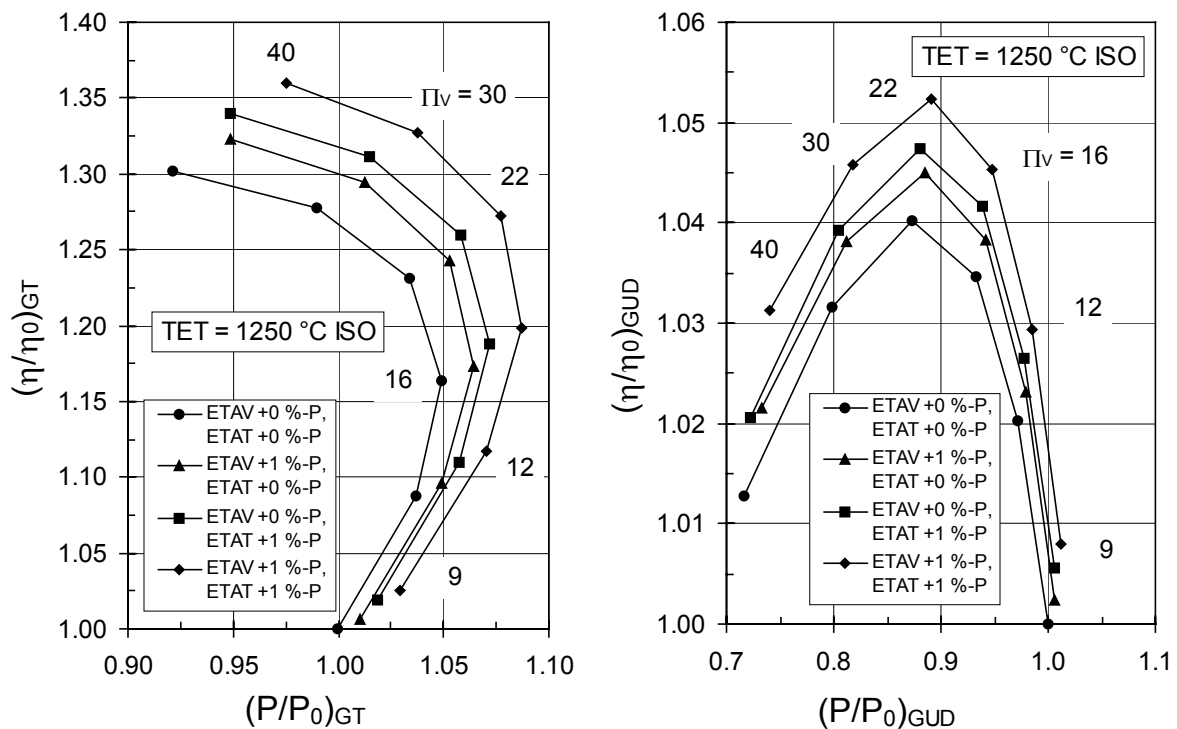 1.40
1.35
1.30
1.25
1.20
1.15
1.10
1.05
1.00
(η/η0)GT
40
ΠV = 30
22
TET = 1250 °C ISO
16
12
9
ETAV +0 %-P,
ETAT +0 %-P
ETAV +1 %-P,
ETAT +0 %-P
ETAV +0 %-P,
ETAT +1 %-P
ETAV +1 %-P,
ETAT +1 %-P
0.90 0.95 1.00 1.05 1.10
(P/P0)GT
1.06
1.05
1.04
1.03
1.02
1.01
1.00
(η/η0)GUD
TET = 1250 °C ISO
22
30
ΠV = 16
40
12
9
ETAV +0 %-P,
ETAT +0 %-P
ETAV +1 %-P,
ETAT +0 %-P
ETAV +0 %-P,
ETAT +1 %-P
ETAV +1 %-P,
ETAT +1 %-P
0.7 0.8 0.9 1.0 1.1
(P/P0)GUD